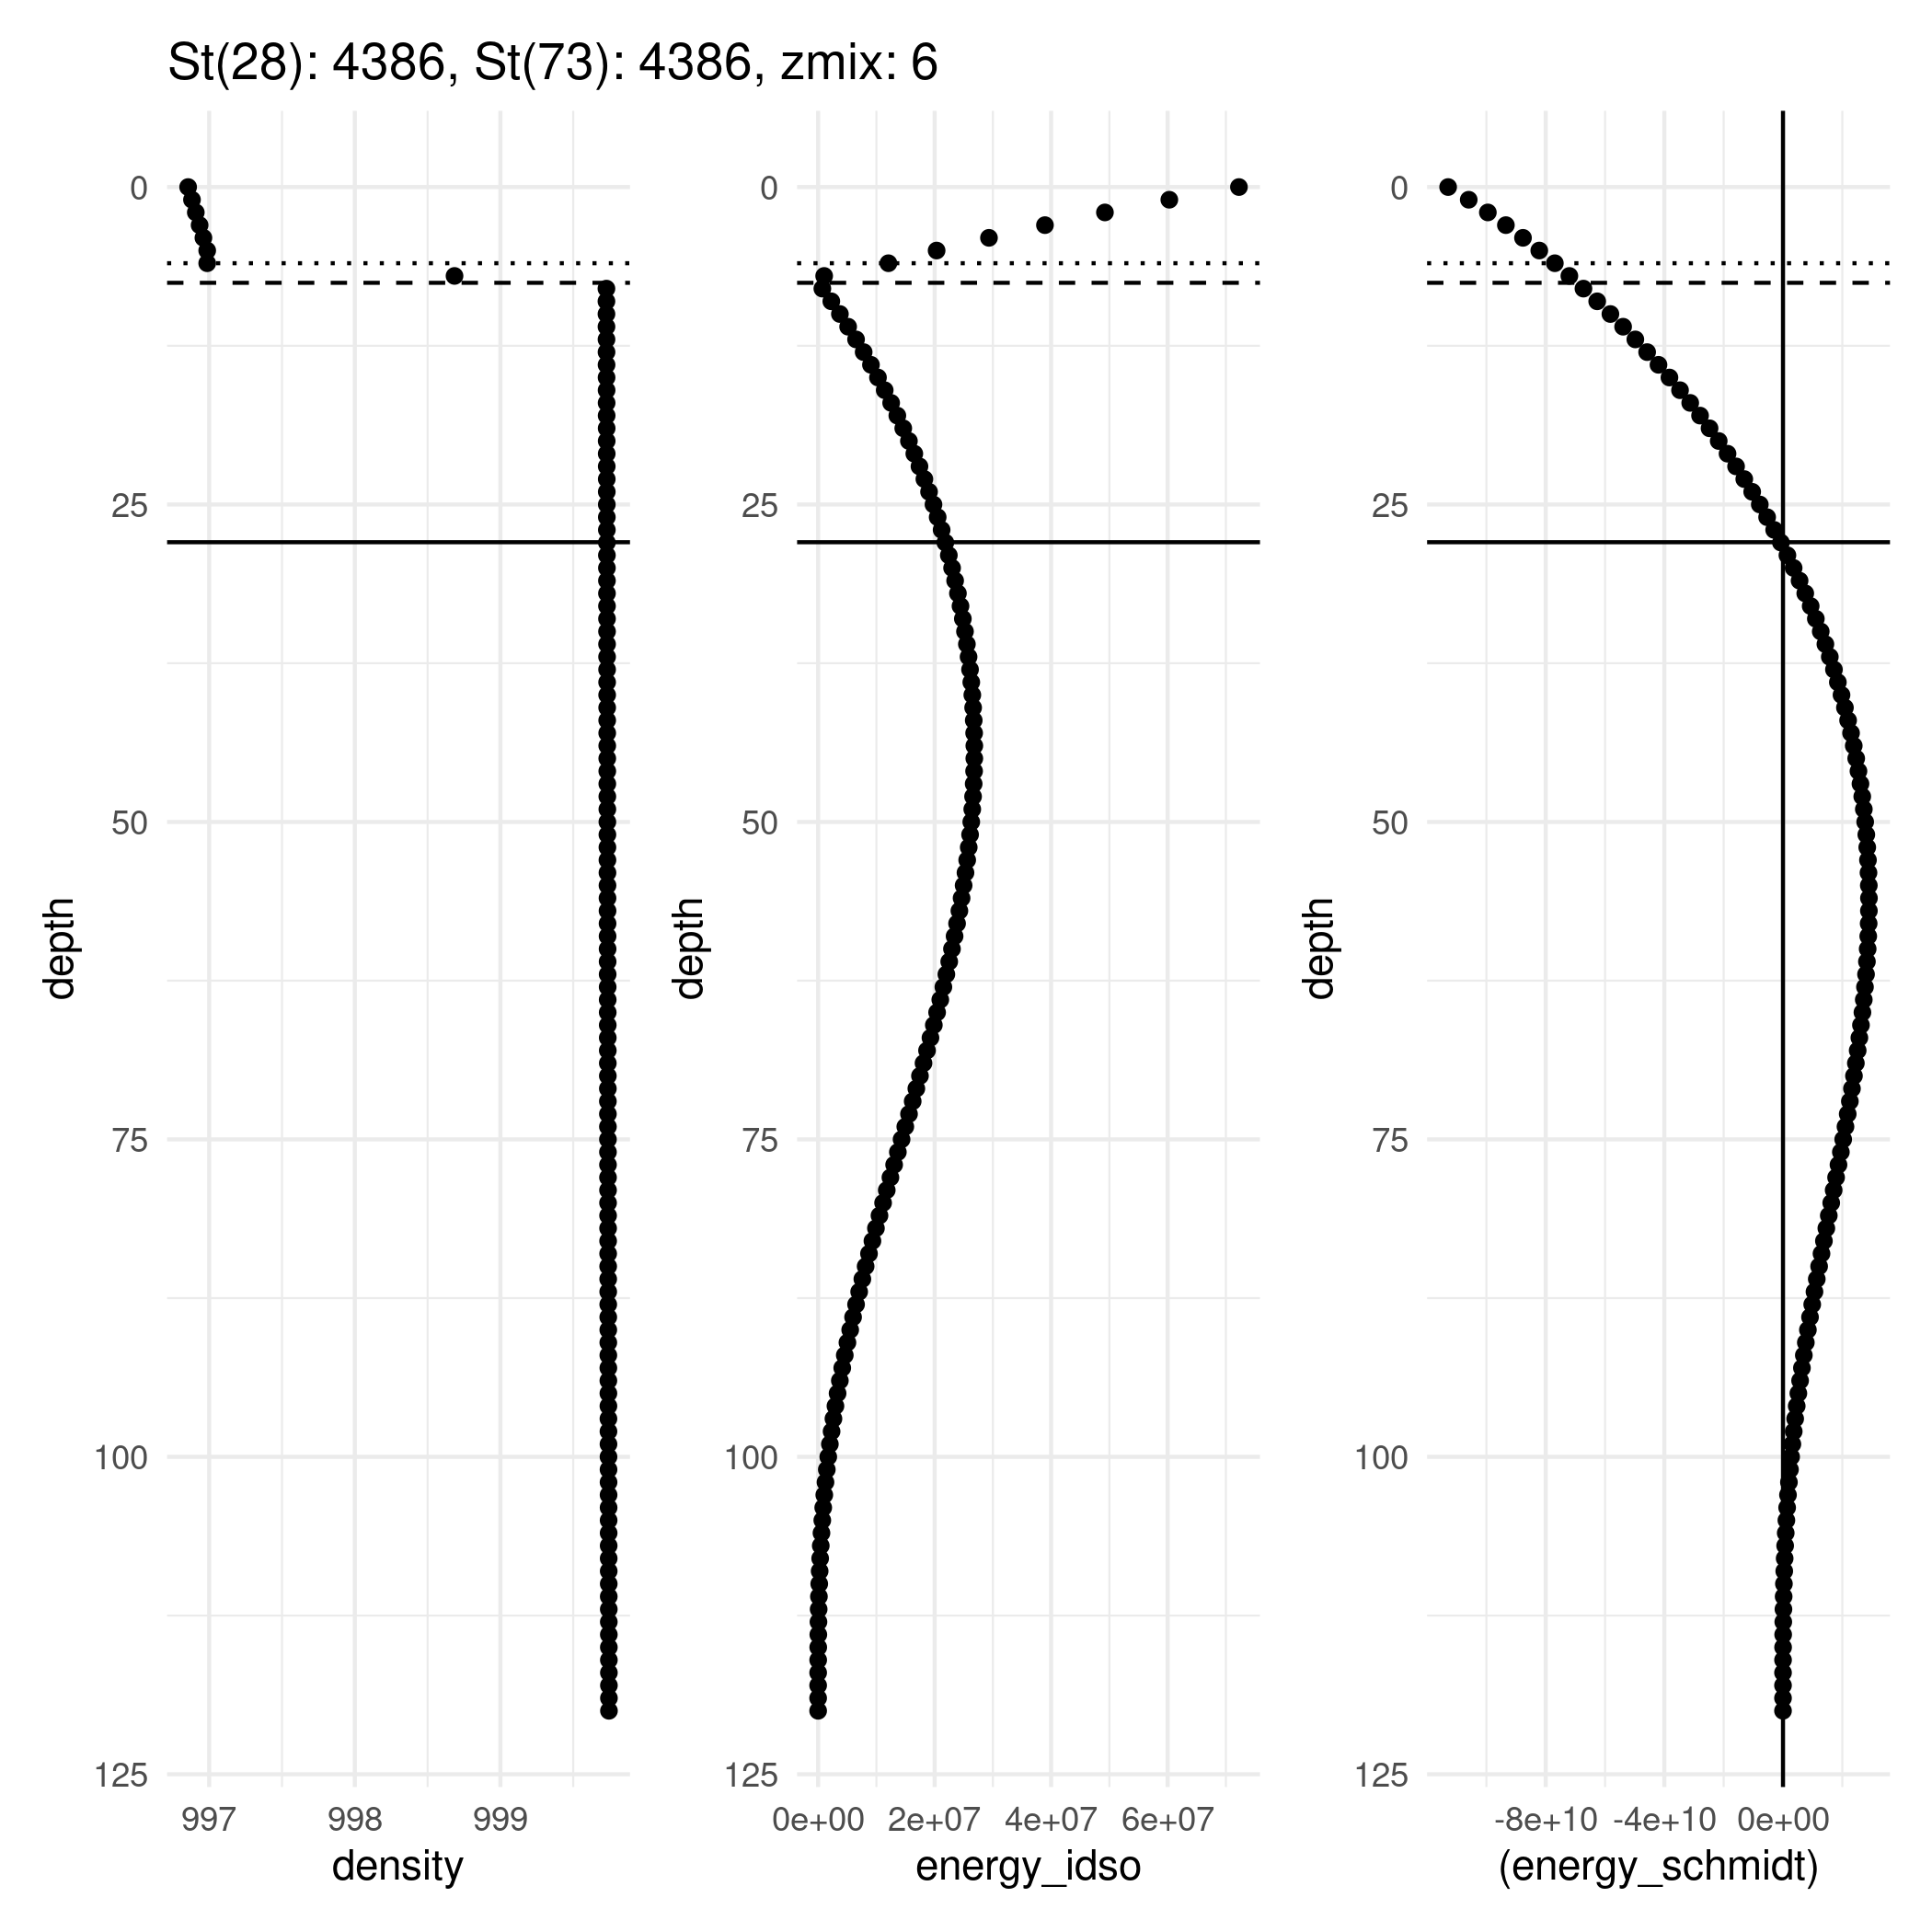 St(28): 4386, St(73): 4386, zmix: 6
0
25
50
75
100
125
depth
997 998 999
density
0
25
50
75
100
125
depth
0e+00 2e+07 4e+07 6e+07
energy_idso
0
25
50
75
100
125
depth
-8e+10 -4e+10 0e+00
(energy_schmidt)